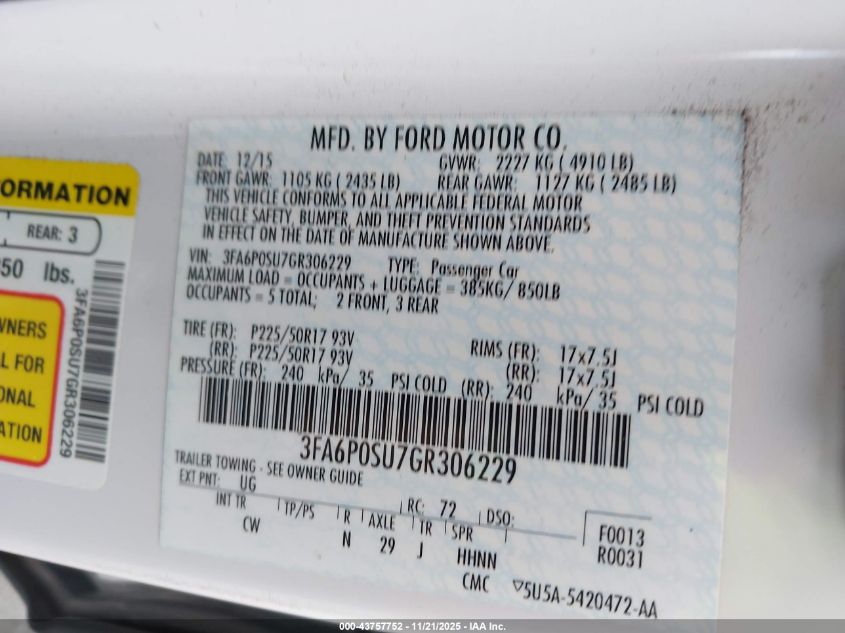 MFD. BY FORD MOTOR CO.
DATE: 12/15 GVWR: 2227 KG ( 4910 LB)
FRONT GAWR: 1105 KG ( 2435 LB) REAR GAWR: 1127 KG ( 2485 LB)
THIS VEHICLE CONFORMS TO ALL APPLICABLE FEDERAL MOTOR
VEHICLE SAFETY, BUMPER, AND THEFT PREVENTION STANDARDS
IN EFFECT ON THE DATE OF MANUFACTURE SHOWN ABOVE.
VIN: 3FA6P0SU7GR306229 TYPE: Passenger Car
MAXIMUM LOAD = OCCUPANTS + LUGGAGE = 385KG/ 850LB
OCCUPANTS = 5 TOTAL; 2 FRONT, 3 REAR
TIRE (FR): P225/50R17 93V RIMS (FR): 17x7.5J
(RR): P225/50R17 93V (RR): 17x7.5J
PRESSURE (FR): 240 kPa/ 35 PSI COLD (RR): 240 kPa/ 35 PSI COLD
3FA6P0SU7GR306229
TRAILER TOWING - SEE OWNER GUIDE
EXT PNT: UG RC: 72 DSO:
INT TR TP/PS R AXLE TR SPR F0013
CW N 29 J HHNN R0031
CMC 5U5A-5420472-AA
ORMATION
REAR: 3
50 lbs.
3FA6P0SU7GR306229
WNERS
L FOR
ONAL
ATION
000-43757752 - 11/21/2025 - IAA Inc.